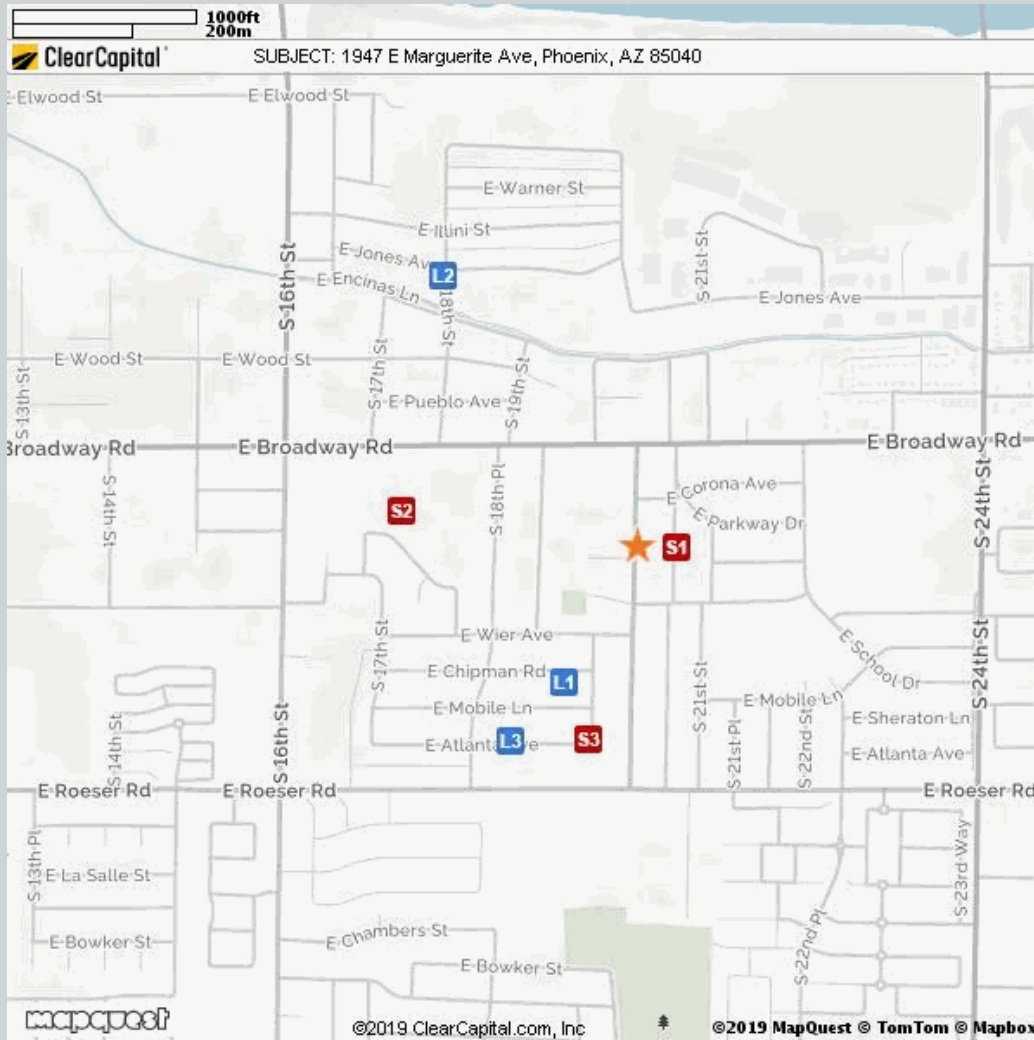 1000ft
200m
ClearCapital
SUBJECT: 1947 E Marguerite Ave, Phoenix, AZ 85040
E Elwood St
E Elwood St
E Warner St
E Illini St
E Jones Av
L2
E Encinas Ln
S 16th St
S 21st St
E Jones Ave
18th St
E Wood St
E Wood St
S 13th St
S 17th St
S 19th St
E Pueblo Ave
Broadway Rd
E Broadway Rd
E Broadway Rd
S 14th St
S 18th Pl
E Corona Ave
S 24th St
S2
E Parkway Dr
S1
E Wier Ave
S 17th St
E School Dr
S 24th St
E Chipman Rd
L1
S 21st St
E Mobile Ln
E Mobile Ln
S 14th St
S 16th St
E Sheraton Ln
E Atlanta
L3
S3
S 21st Pl
S 22nd St
E Atlanta Ave
E Roeser Rd
E Roeser Rd
E Roeser Rd
S 13th Pl
E La Salle St
S 23rd Way
E Chambers St
E Bowker St
S 22nd Pl
E Bowker St
mapquest
©2019 ClearCapital.com, Inc
©2019 MapQuest © TomTom © Mapbox